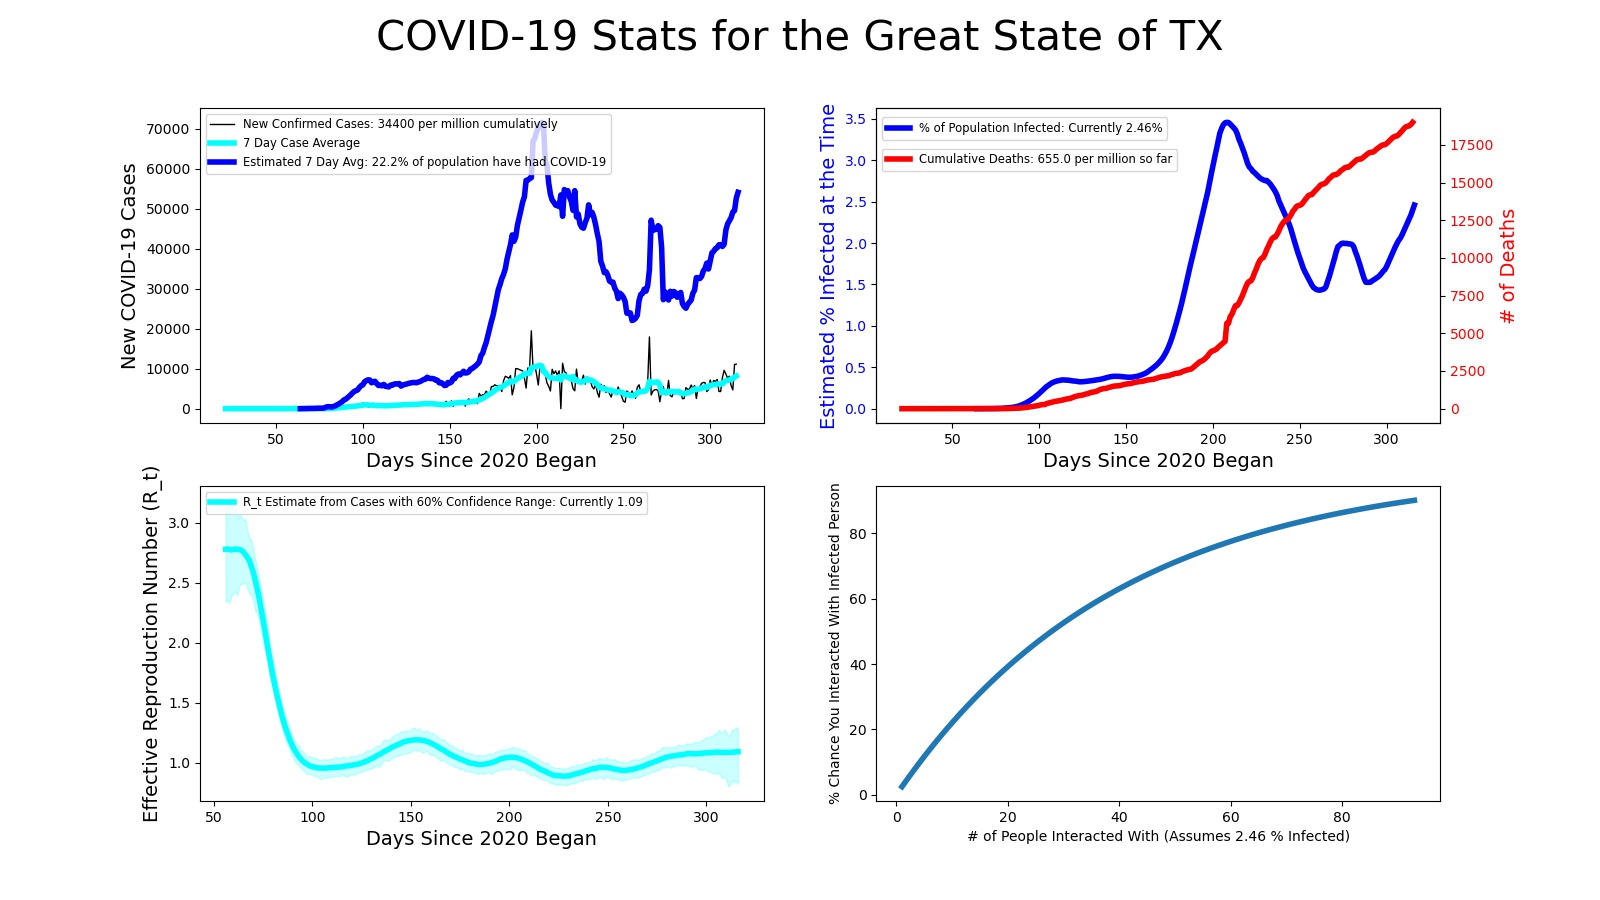 COVID-19 Stats for the Great State of TX
New COVID-19 Cases
70000
60000
50000
40000
30000
20000
10000
0
New Confirmed Cases: 34400 per million cumulatively
7 Day Case Average
Estimated 7 Day Avg: 22.2% of population have had COVID-19
50 100 150 200 250 300
Days Since 2020 Began
Estimated % Infected at the Time
3.5
3.0
2.5
2.0
1.5
1.0
0.5
0.0
% of Population Infected: Currently 2.46%
Cumulative Deaths: 655.0 per million so far
17500
15000
12500
10000
7500
5000
2500
0
# of Deaths
50 100 150 200 250 300
Days Since 2020 Began
Effective Reproduction Number (R_t)
3.0
2.5
2.0
1.5
1.0
R_t Estimate from Cases with 60% Confidence Range: Currently 1.09
50 100 150 200 250 300
Days Since 2020 Began
% Chance You Interacted With Infected Person
80
60
40
20
0
0 20 40 60 80
# of People Interacted With (Assumes 2.46 % Infected)